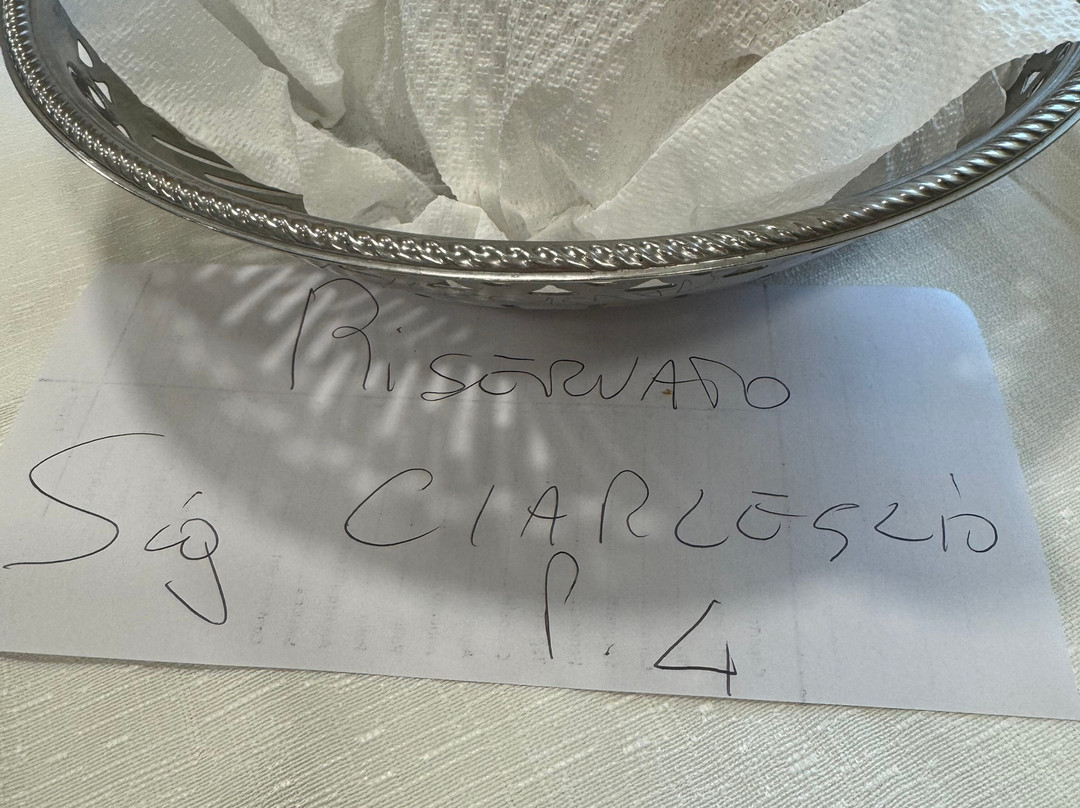 RiSERVATO
Sig CIARLEGLIO
P. 4